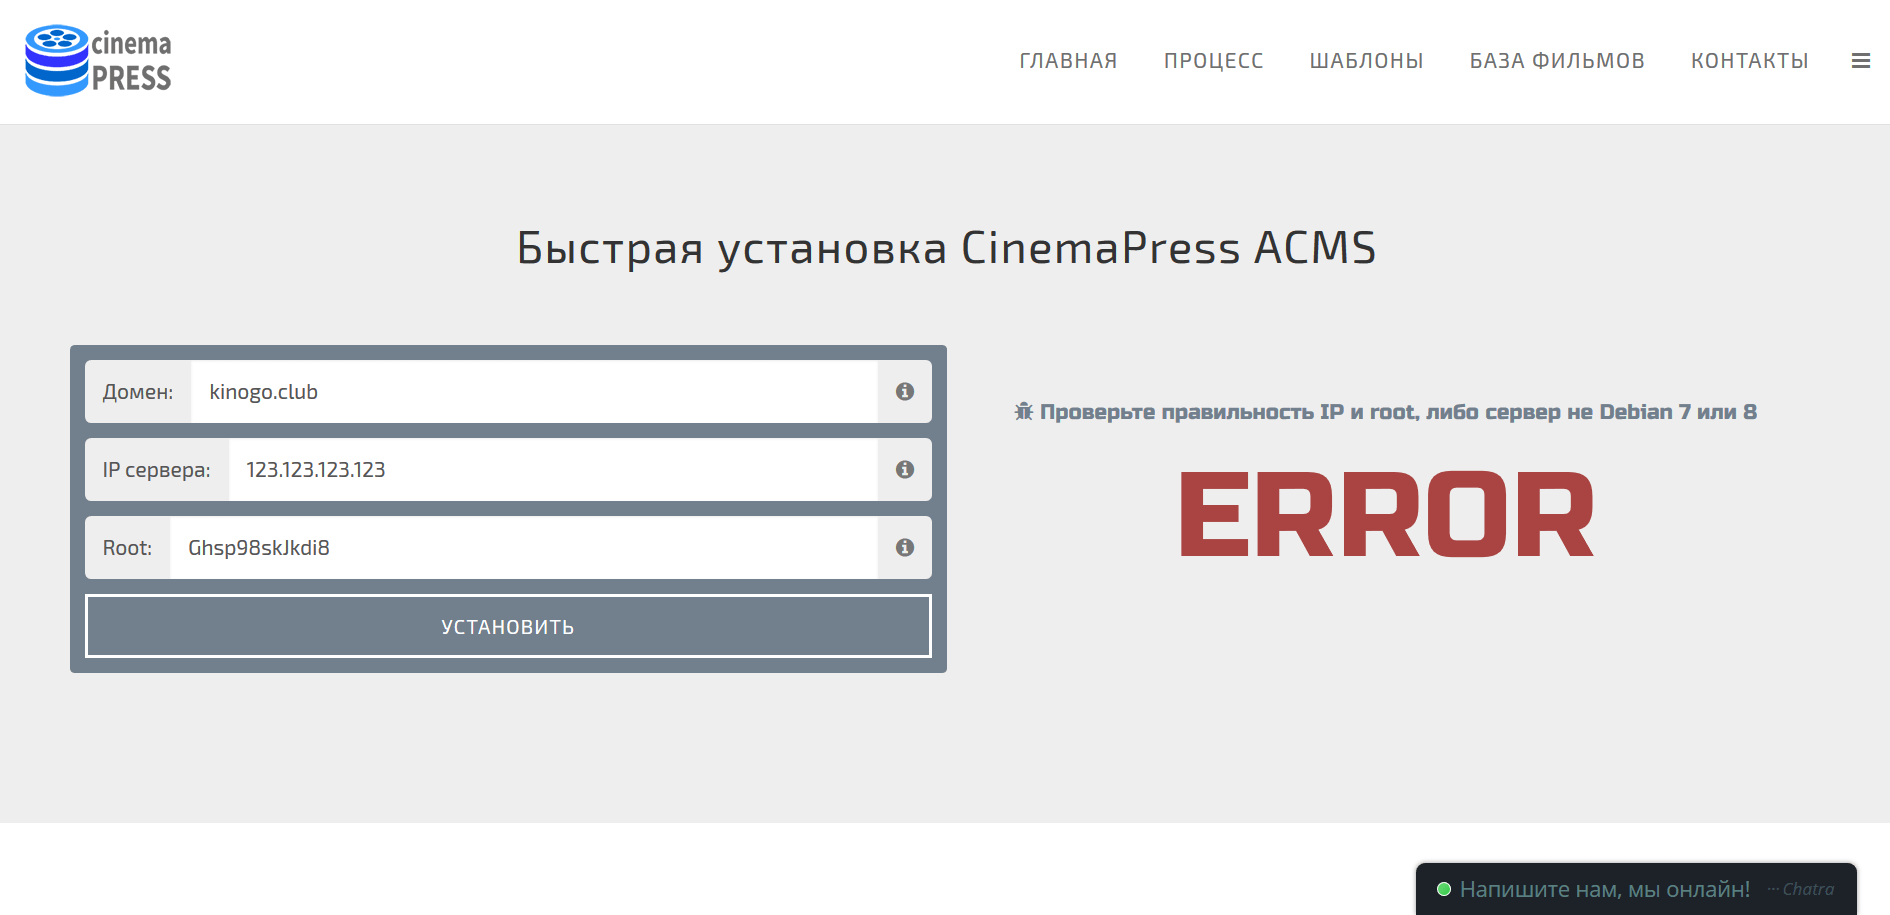 cinema
PRESS
ГЛАВНАЯ ПРОЦЕСС ШАБЛОНЫ БАЗА ФИЛЬМОВ КОНТАКТЫ
Быстрая установка CinemaPress ACMS
Домен: kinogo.club
IP сервера: 123.123.123.123
Root: Ghsp98skJkdi8
УСТАНОВИТЬ
Проверьте правильность IP и root, либо сервер не Debian 7 или 8
ERROR
Напишите нам, мы онлайн! ··· Chatra